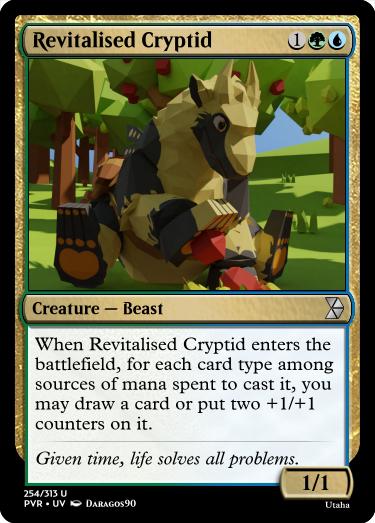 Revitalised Cryptid 1
Creature — Beast
When Revitalised Cryptid enters the
battlefield, for each card type among
sources of mana spent to cast it, you
may draw a card or put two +1/+1
counters on it.
Given time, life solves all problems.
1/1
254/313 U
PVR • UV Daragos90
Utaha